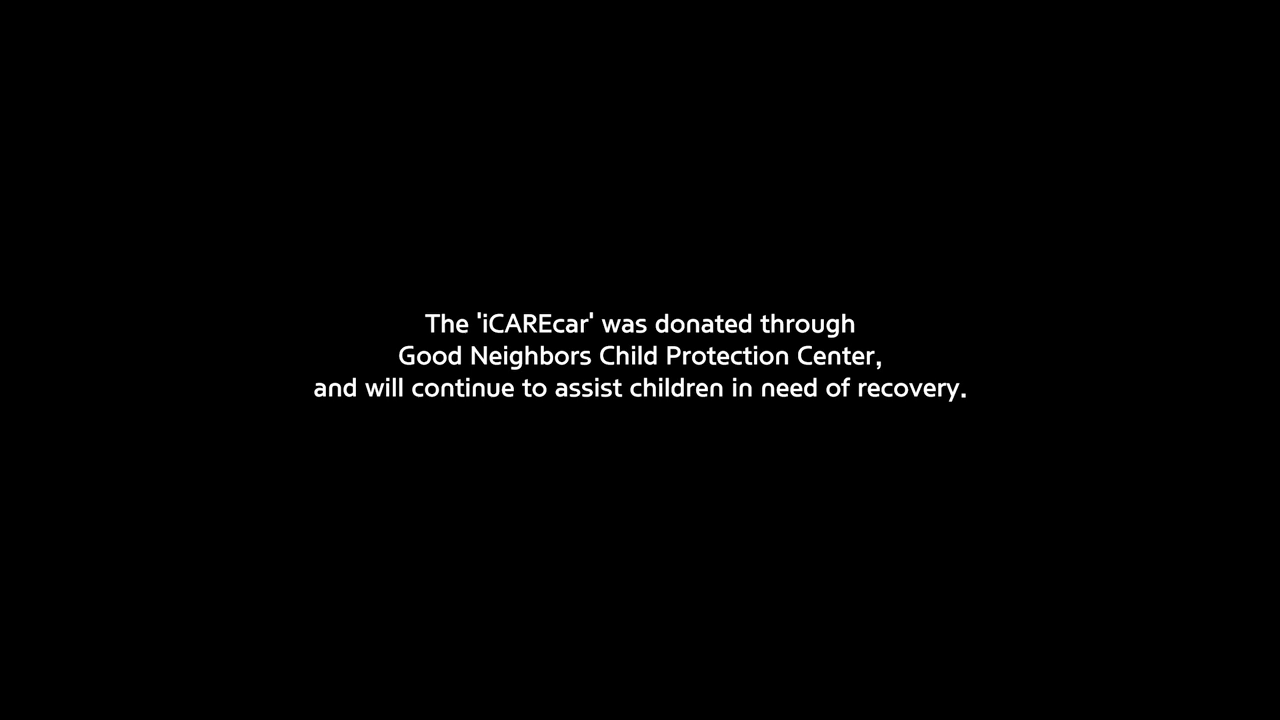 The 'iCAREcar' was donated through
Good Neighbors Child Protection Center,
and will continue to assist children in need of recovery.